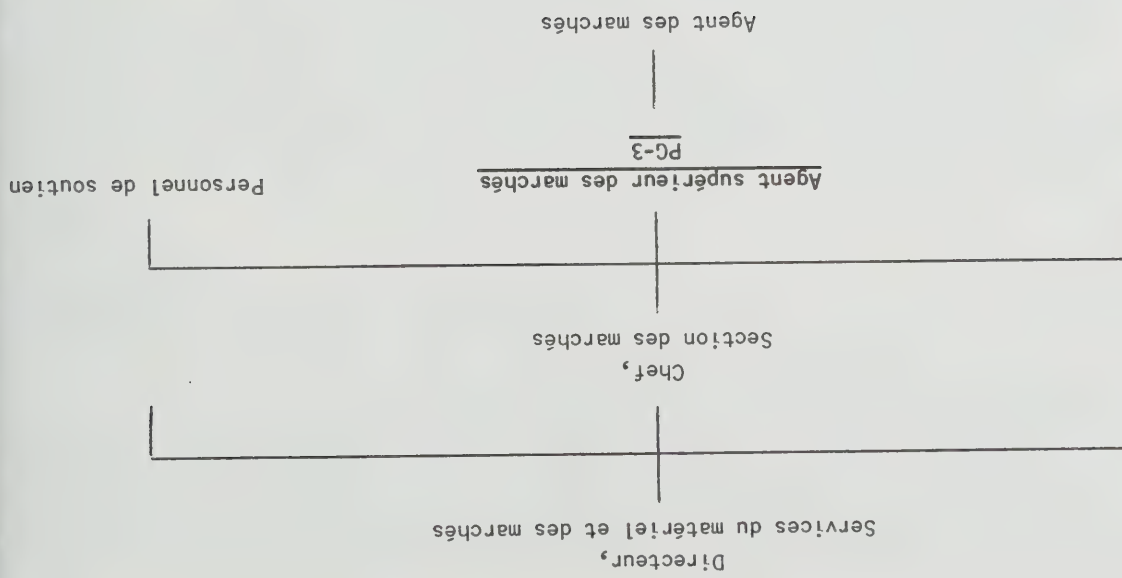 Directeur,
Services du matériel et des marchés
Chef,
Section des marchés
Agent supérieur des marchés
PG-3
Personnel de soutien
Agent des marchés